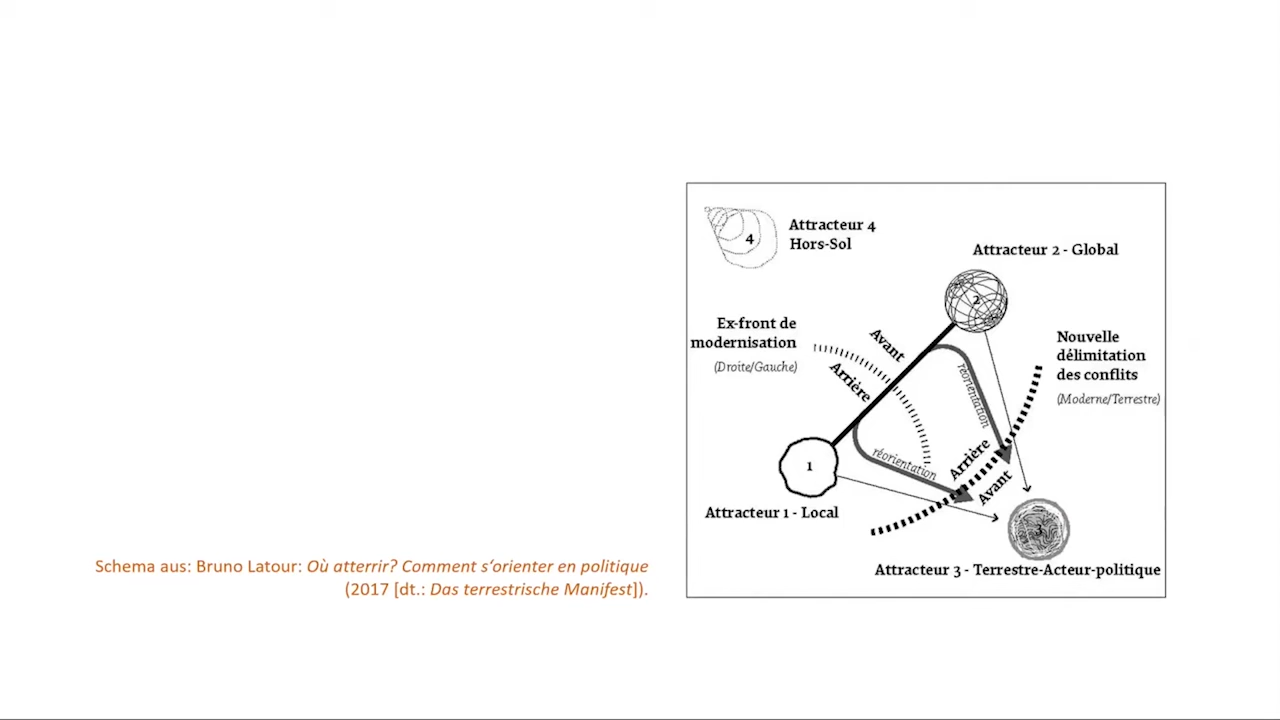 4
Attracteur 4
Hors-Sol
Attracteur 2 - Global
2
Ex-front de
modernisation
(Droite/Gauche)
Avant
Arrière
Nouvelle
délimitation
des conflits
(Moderne/Terrestre)
réorientation
réorientation
Arrière
Avant
1
Attracteur 1 - Local
3
Attracteur 3 - Terrestre-Acteur-politique
Schema aus: Bruno Latour: Où atterrir? Comment s‘orienter en politique
(2017 [dt.: Das terrestrische Manifest]).